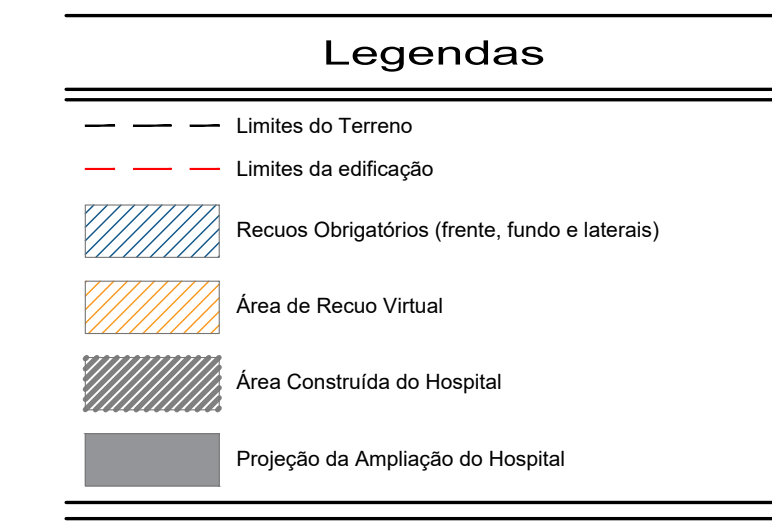 Legendas
Limites do Terreno
Limites da edificação
Recuos Obrigatórios (frente, fundo e laterais)
Área de Recuo Virtual
Área Construída do Hospital
Projeção da Ampliação do Hospital